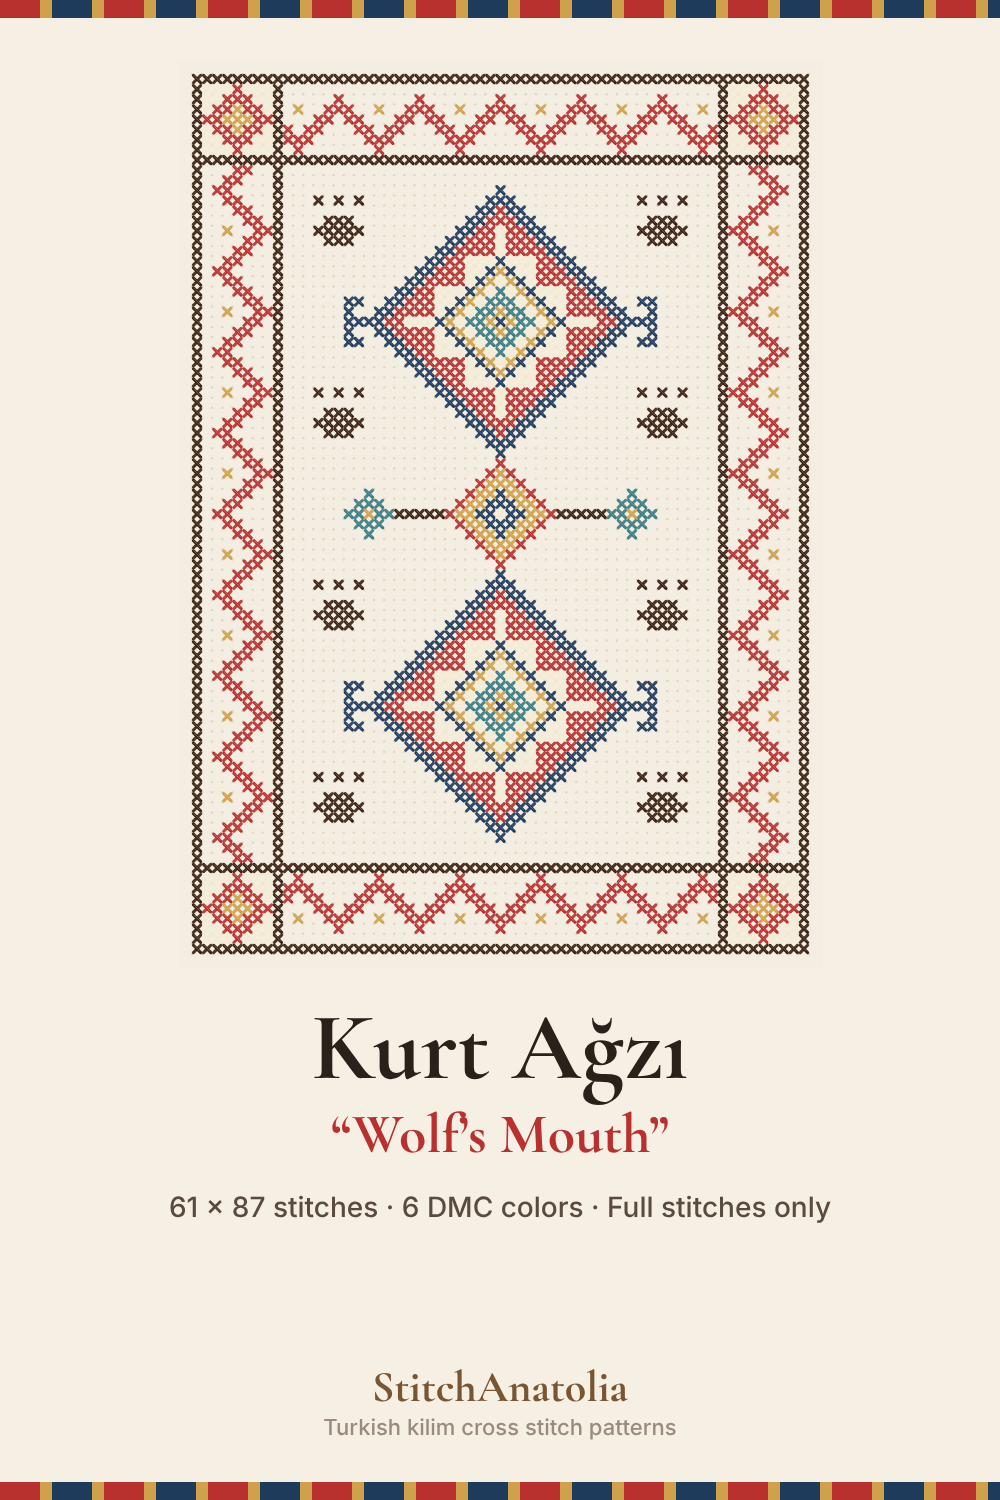 Kurt Ağzı
“Wolf’s Mouth”
61 × 87 stitches · 6 DMC colors · Full stitches only
StitchAnatolia
Turkish kilim cross stitch patterns